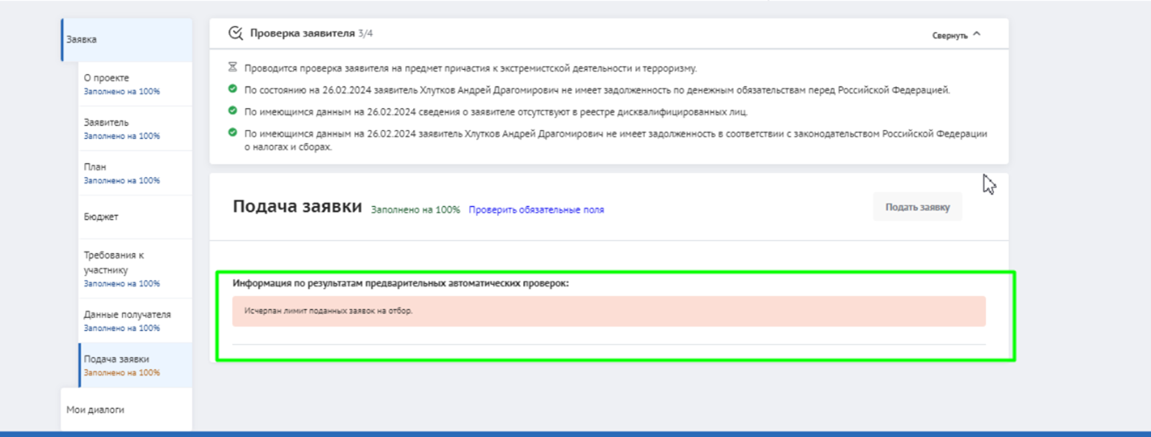 Заявка
О проекте
Заполнено на 100%
Заявитель
Заполнено на 100%
План
Заполнено на 100%
Бюджет
Требования к
участнику
Заполнено на 100%
Данные получателя
Заполнено на 100%
Подача заявки
Заполнено на 100%
Мои диалоги
Проверка заявителя 3/4
Свернуть
Проводится проверка заявителя на предмет причастия к экстремистской деятельности и терроризму.
По состоянию на 26.02.2024 заявитель Хлутков Андрей Драгомирович не имеет задолженность по денежным обязательствам перед Российской Федерацией.
По имеющимся данным на 26.02.2024 сведения о заявителе отсутствуют в реестре дисквалифицированных лиц.
По имеющимся данным на 26.02.2024 заявитель Хлутков Андрей Драгомирович не имеет задолженность в соответствии с законодательством Российской Федерации
о налогах и сборах.
Подача заявки Заполнено на 100% Проверить обязательные поля
Подать заявку
Информация по результатам предварительных автоматических проверок:
Исчерпан лимит поданных заявок на отбор.